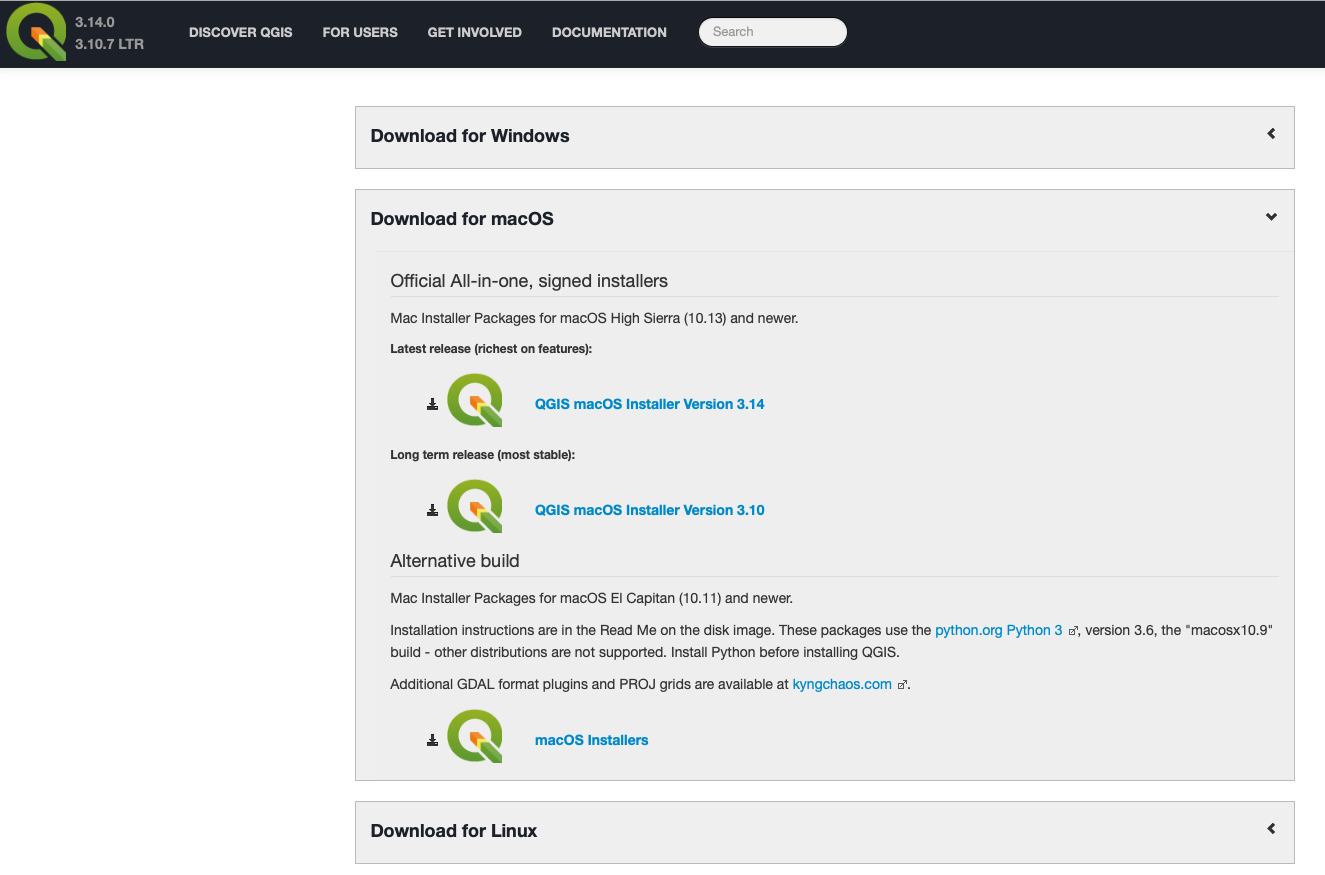 3.14.0
3.10.7 LTR
DISCOVER QGIS FOR USERS GET INVOLVED DOCUMENTATION Search
Download for Windows
Download for macOS
Official All-in-one, signed installers
Mac Installer Packages for macOS High Sierra (10.13) and newer.
Latest release (richest on features):
QGIS macOS Installer Version 3.14
Long term release (most stable):
QGIS macOS Installer Version 3.10
Alternative build
Mac Installer Packages for macOS El Capitan (10.11) and newer.
Installation instructions are in the Read Me on the disk image. These packages use the python.org Python 3 , version 3.6, the "macosx10.9"
build - other distributions are not supported. Install Python before installing QGIS.
Additional GDAL format plugins and PROJ grids are available at kyngchaos.com .
macOS Installers
Download for Linux